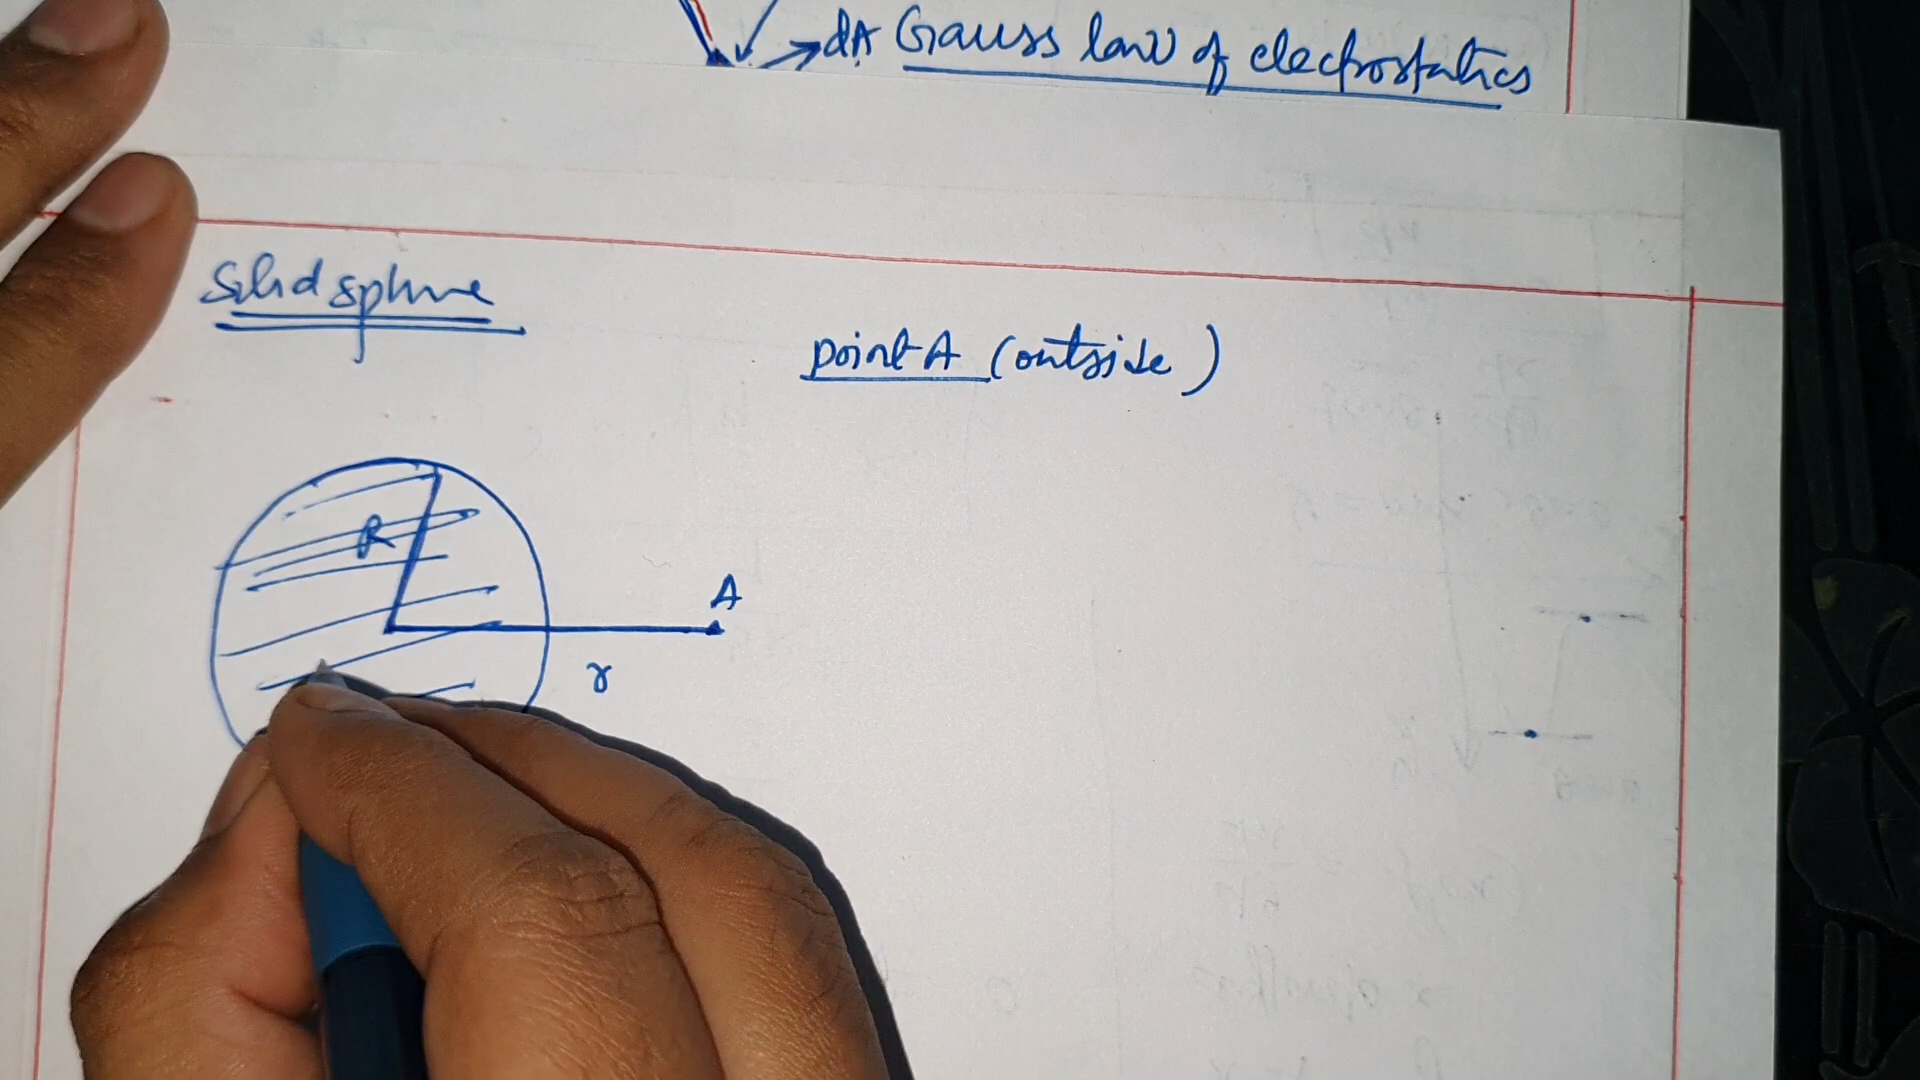 dA Gauss law of electrostatics
Solid sphere
point A (outside)
R
A
r